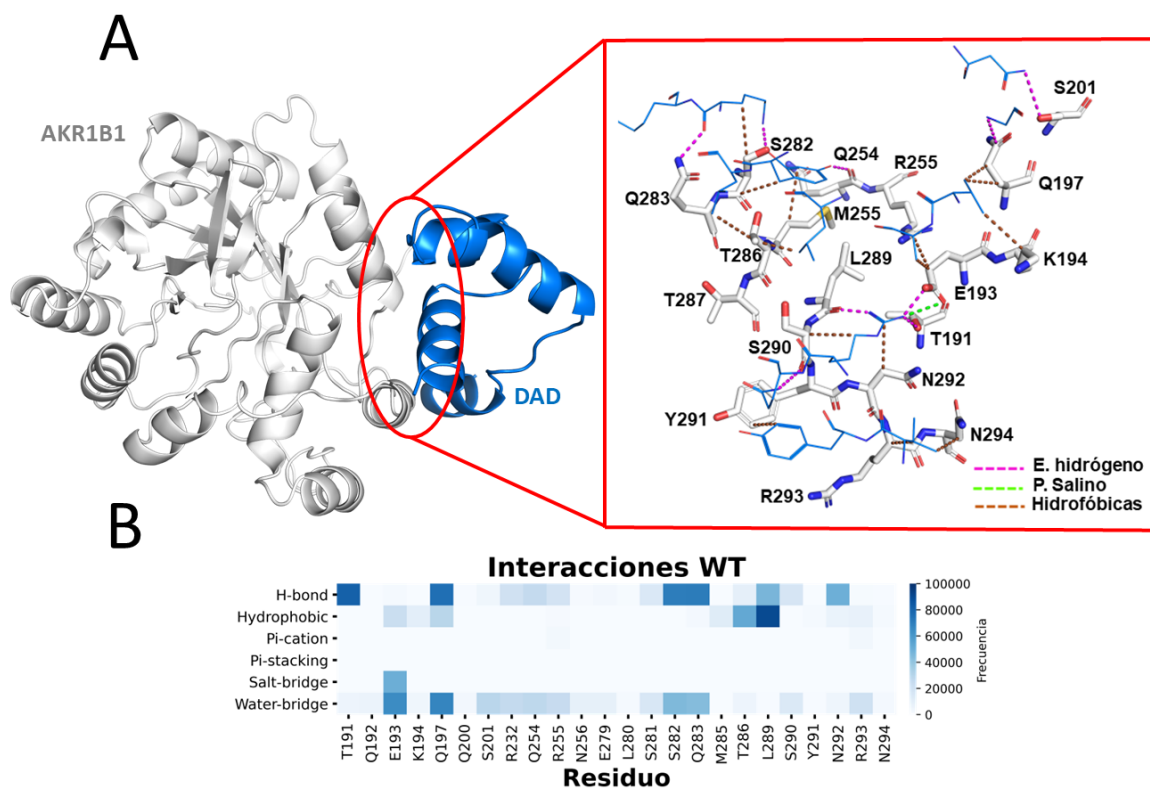 A
AKR1B1
DAD
S201
S282
Q254
R255
Q197
Q283
M255
T286
L289
K194
E193
T287
T191
S290
N292
Y291
N294
R293
E. hidrógeno
P. Salino
Hidrofóbicas
B
Interacciones WT
H-bond
Hydrophobic
Pi-cation
Pi-stacking
Salt-bridge
Water-bridge
100000
80000
60000
40000
20000
0
Frecuencia
T191 Q192 E193 K194 Q197 Q200 S201 R232 Q254 R255 N256 E279 L280 S281 S282 Q283 M285 T286 L289 S290 Y291 N292 R293 N294
Residuo